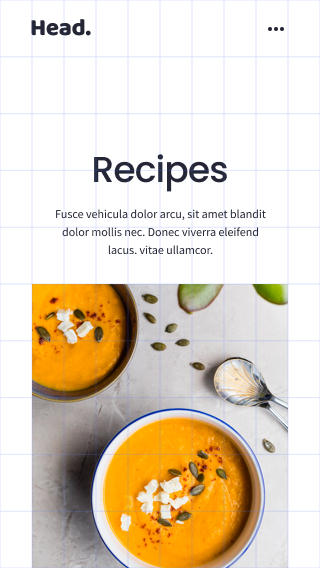 Head.
Recipes
Fusce vehicula dolor arcu, sit amet blandit
dolor mollis nec. Donec viverra eleifend
lacus. vitae ullamcor.